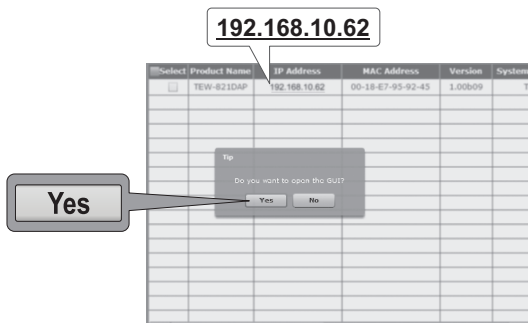 192.168.10.62
Select Product Name IP Address MAC Address Version System
TEW-821DAP 192.168.10.62 00-18-E7-95-92-45 1.00b09 T
Tip
Do you want to open the GUI?
Yes No
Yes